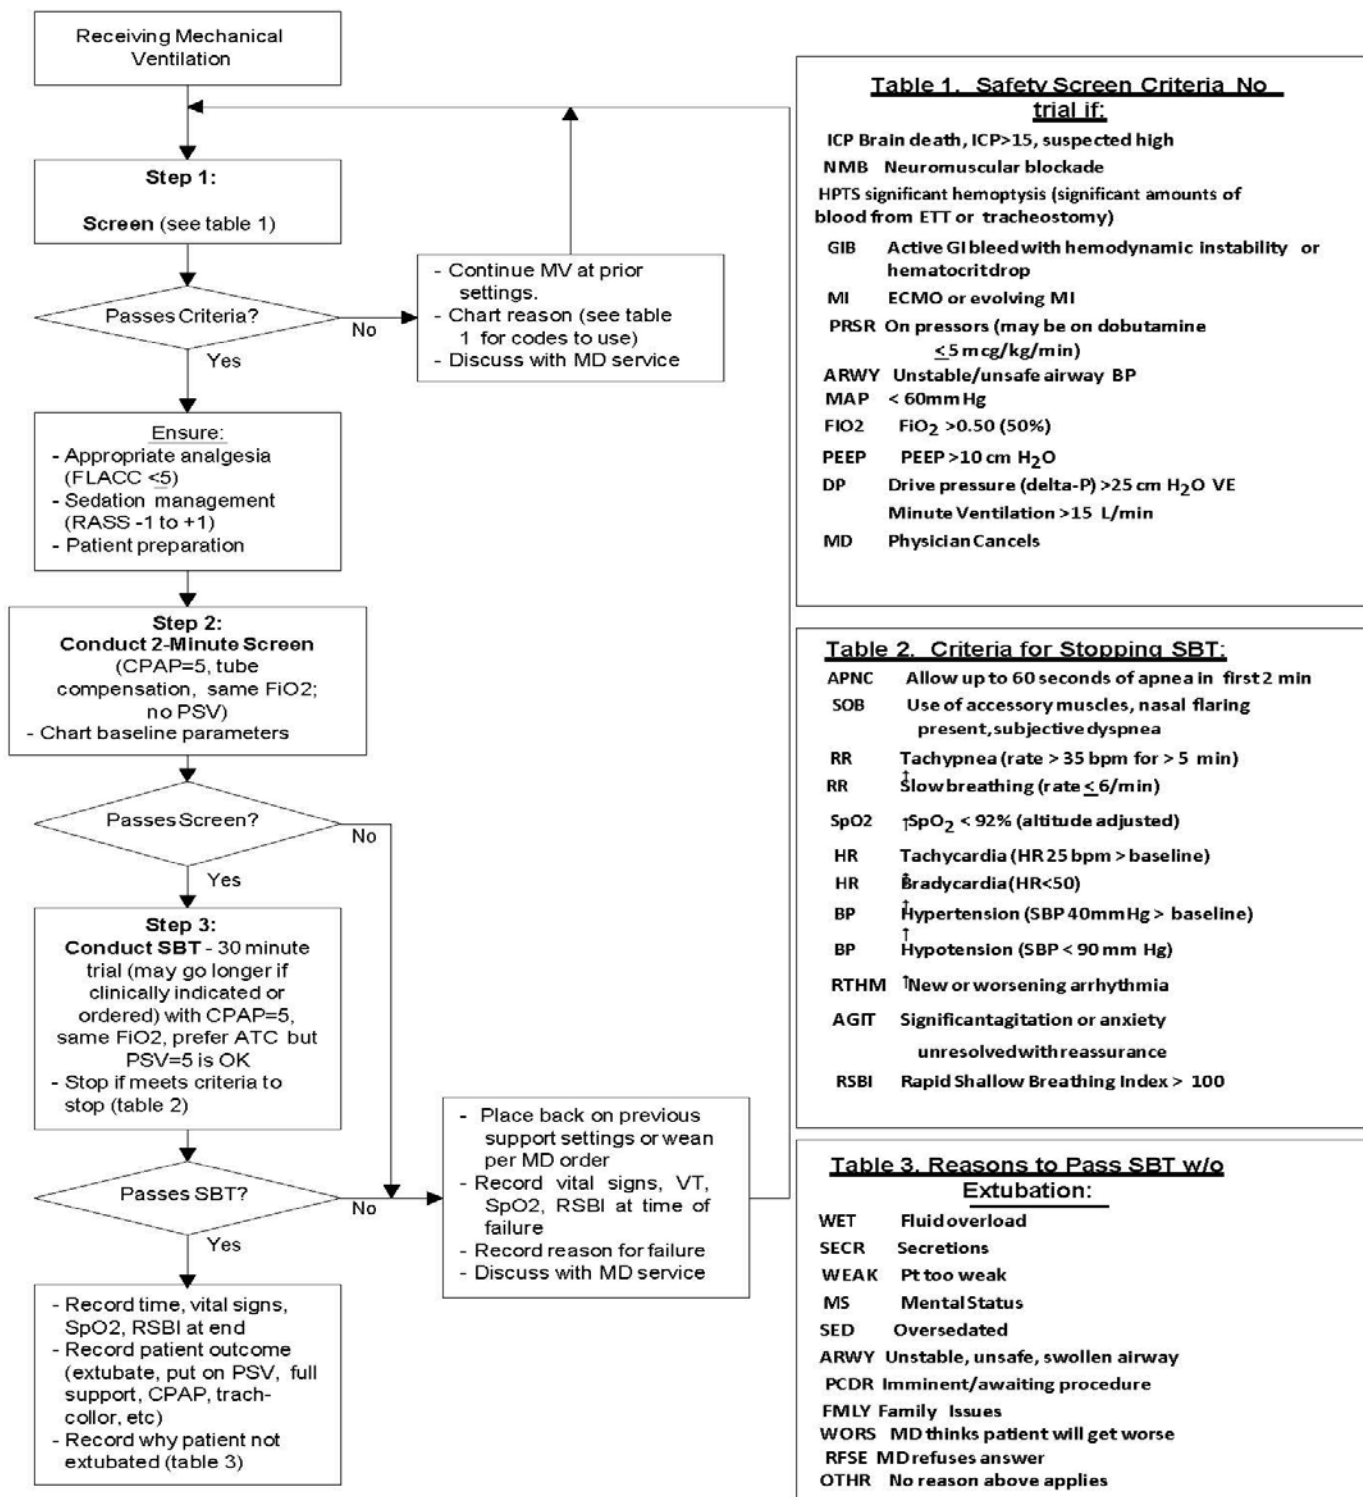 Receiving Mechanical
Ventilation
Step 1:
Screen (see table 1)
Passes Criteria?
No
Yes
- Continue MV at prior
settings.
- Chart reason (see table
1 for codes to use)
- Discuss with MD service
Ensure:
- Appropriate analgesia
(FLACC <5)
- Sedation management
(RASS -1 to +1)
- Patient preparation
Step 2:
Conduct 2-Minute Screen
(CPAP=5, tube
compensation, same FiO2;
no PSV)
- Chart baseline parameters
Passes Screen?
No
Yes
Step 3:
Conduct SBT - 30 minute
trial (may go longer if
clinically indicated or
ordered) with CPAP=5,
same FiO2, prefer ATC but
PSV=5 is OK
- Stop if meets criteria to
stop (table 2)
Passes SBT?
No
Yes
- Place back on previous
support settings or wean
per MD order
- Record vital signs, VT,
SpO2, RSBI at time of
failure
- Record reason for failure
- Discuss with MD service
- Record time, vital signs,
SpO2, RSBI at end
- Record patient outcome
(extubate, put on PSV, full
support, CPAP, trach-
collor, etc)
- Record why patient not
extubated (table 3)
Table 1. Safety Screen Criteria No
trial if:
ICP Brain death, ICP>15, suspected high
NMB Neuromuscular blockade
HPTS significant hemoptysis (significant amounts of
blood from ETT or tracheostomy)
GIB Active GI bleed with hemodynamic instability or
hematocritdrop
MI ECMO or evolving MI
PRSR On pressors (may be on dobutamine
≤5 mcg/kg/min)
ARWY Unstable/unsafe airway BP
MAP < 60mm Hg
FIO2 FiO₂ >0.50 (50%)
PEEP PEEP >10 cm H₂O
DP Drive pressure (delta-P) >25 cm H₂O VE
Minute Ventilation >15 L/min
MD Physician Cancels
Table 2. Criteria for Stopping SBT:
APNC Allow up to 60 seconds of apnea in first 2 min
SOB Use of accessory muscles, nasal flaring
present, subjective dyspnea
RR Tachypnea (rate > 35 bpm for > 5 min)
RR ↑Slow breathing (rate ≤6/min)
SpO2 ↑SpO₂ < 92% (altitude adjusted)
HR Tachycardia (HR 25 bpm > baseline)
HR ↑Bradycardia (HR<50)
BP ↑Hypertension (SBP 40mm Hg > baseline)
BP ↑Hypotension (SBP < 90 mm Hg)
RTHM ↑New or worsening arrhythmia
AGIT Significantagitation or anxiety
unresolved with reassurance
RSBI Rapid Shallow Breathing Index > 100
Table 3. Reasons to Pass SBT w/o
Extubation:
WET Fluid overload
SECR Secretions
WEAK Pt too weak
MS Mental Status
SED Oversedated
ARWY Unstable, unsafe, swollen airway
PCDR Imminent/awaiting procedure
FMLY Family Issues
WORS MD thinks patient will get worse
RFSE MD refuses answer
OTHR No reason above applies